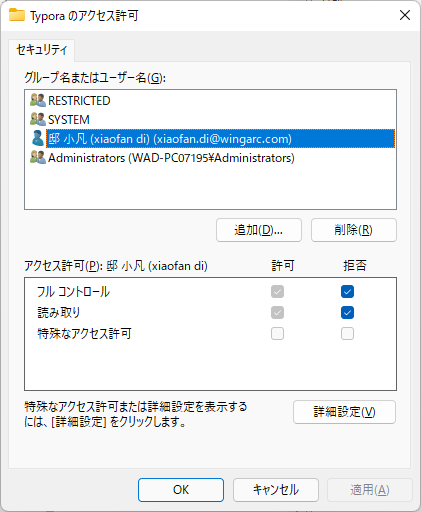 Typora のアクセス許可
セキュリティ
グループ名またはユーザー名(G):
RESTRICTED
SYSTEM
邸 小凡 (xiaofan di) (xiaofan.di@wingarc.com)
Administrators (WAD-PC07195¥Administrators)
追加(D)...
削除(R)
アクセス許可(P): 邸 小凡 (xiaofan di) 許可 拒否
フル コントロール
読み取り
特殊なアクセス許可
特殊なアクセス許可または詳細設定を表示する
には、[詳細設定] をクリックします。
詳細設定(V)
OK
キャンセル
適用(A)